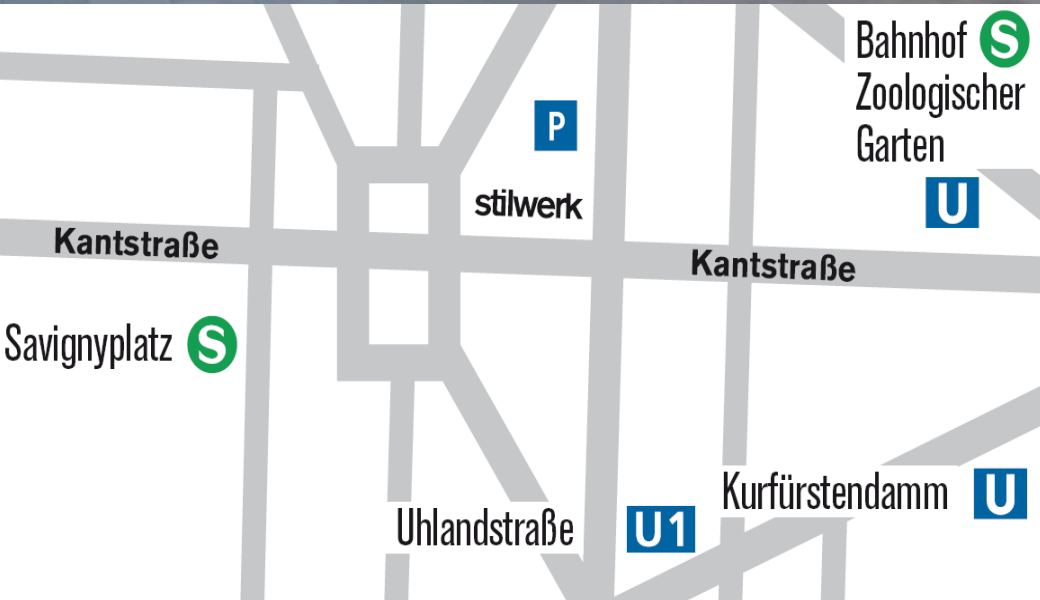 Bahnhof S
Zoologischer
Garten
U
P
stilwerk
Kantstraße
Kantstraße
Savignyplatz S
Kurfürstendamm U
Uhlandstraße U1